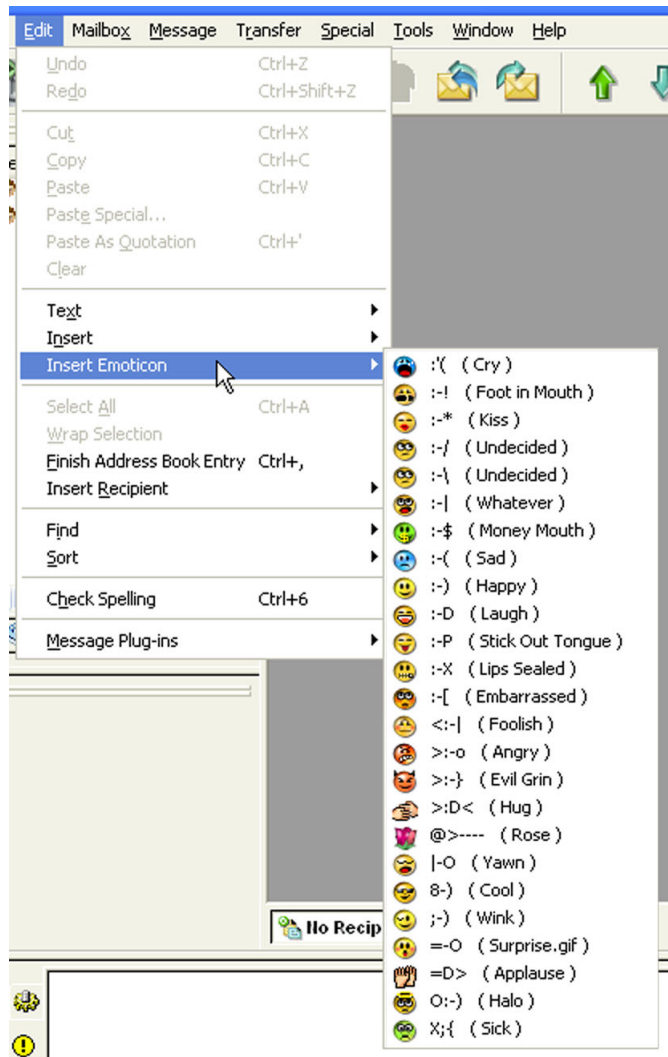 Edit Mailbox Message Transfer Special Tools Window Help
Undo Ctrl+Z
Redo Ctrl+Shift+Z
Cut Ctrl+X
Copy Ctrl+C
Paste Ctrl+V
Paste Special...
Paste As Quotation Ctrl+'
Clear
Text
Insert
Insert Emoticon
Select All Ctrl+A
Wrap Selection
Finish Address Book Entry Ctrl+,
Insert Recipient
Find
Sort
Check Spelling Ctrl+6
Message Plug-ins
:'( ( Cry )
:-! ( Foot in Mouth )
:-* ( Kiss )
:-/ ( Undecided )
:-\ ( Undecided )
:-| ( Whatever )
:-$ ( Money Mouth )
:-( ( Sad )
:-) ( Happy )
:-D ( Laugh )
:-P ( Stick Out Tongue )
:-X ( Lips Sealed )
:-[ ( Embarrassed )
<:-| ( Foolish )
>:-o ( Angry )
>:-} ( Evil Grin )
>:D< ( Hug )
@>---- ( Rose )
|-O ( Yawn )
8-) ( Cool )
;-) ( Wink )
=-O ( Surprise.gif )
=D> ( Applause )
O:-) ( Halo )
X;{ ( Sick )
No Recip